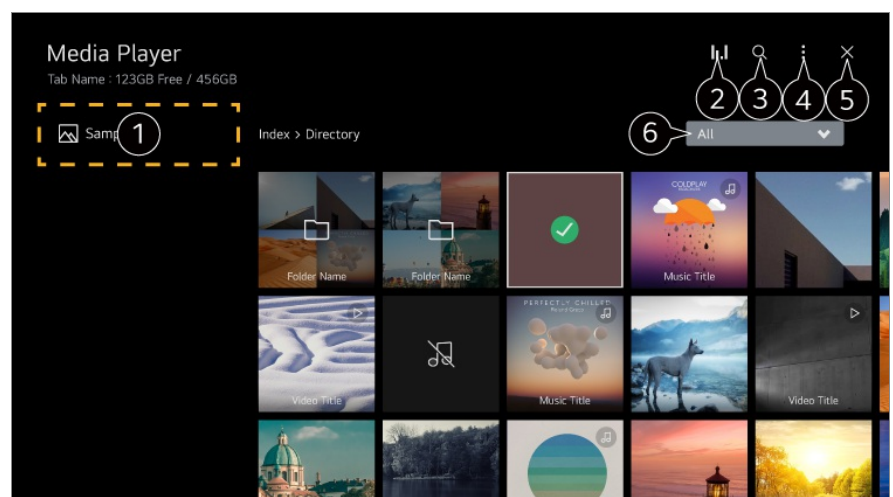 Media Player
Tab Name : 123GB Free / 456GB
2
3
4
5
1
Index > Directory
6
All
Folder Name
Folder Name
COLDPLAY
Music Title
PERFECTLY CHILLED
Video Title
Music Title
Video Title